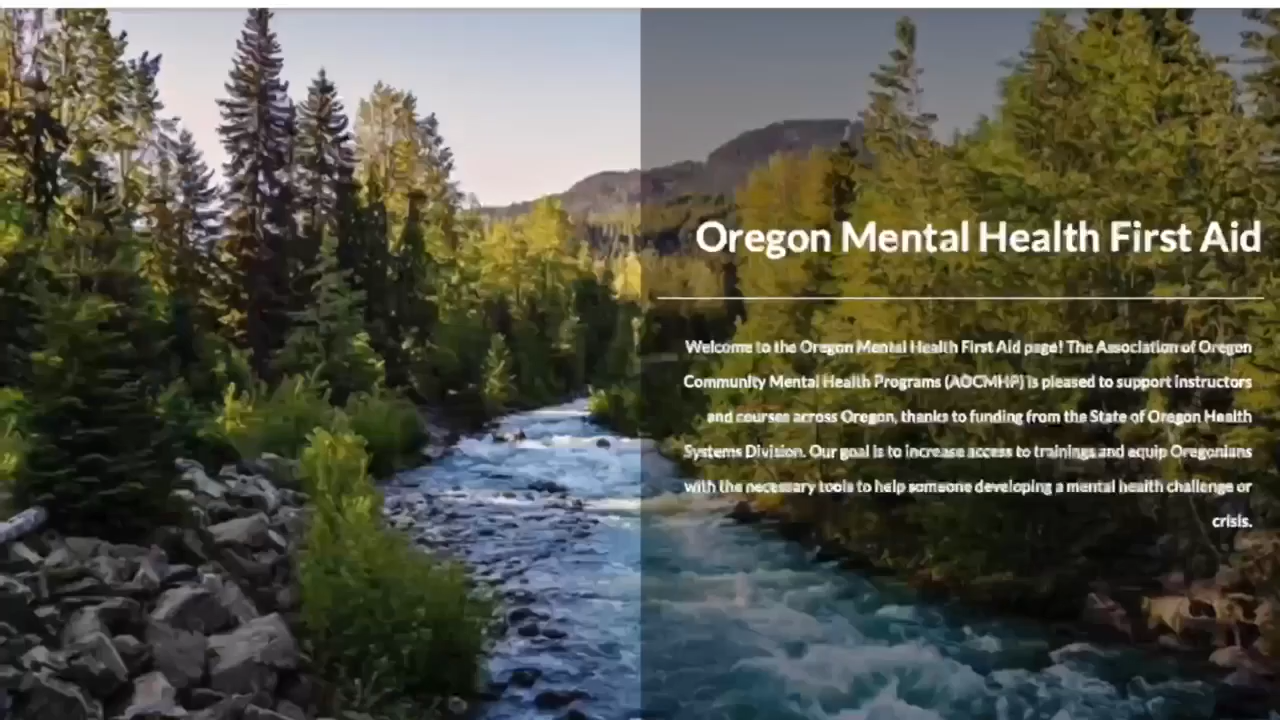 Oregon Mental Health First Aid
Welcome to the Oregon Mental Health First Aid page! The Association of Oregon
Community Mental Health Programs (AOCMHP) is pleased to support instructors
and courses across Oregon, thanks to funding from the State of Oregon Health
Systems Division. Our goal is to increase access to trainings and equip Oregonians
with the necessary tools to help someone developing a mental health challenge or
crisis.